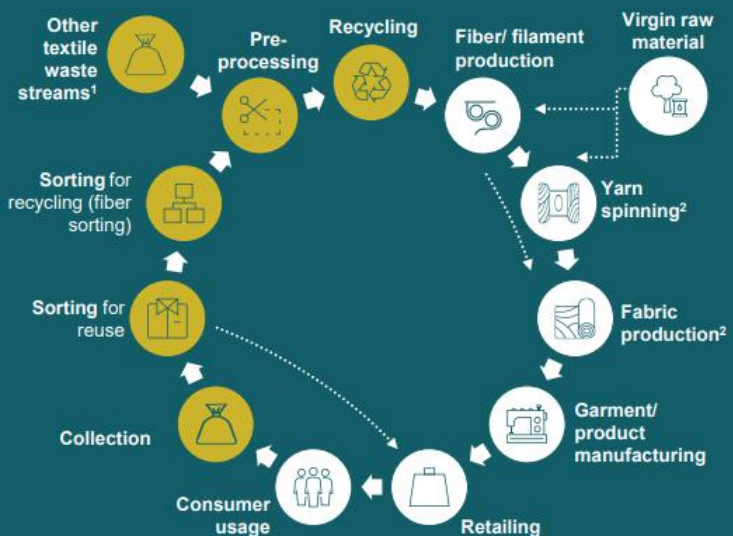 Other
textile
waste
streams¹
Pre-
processing
Recycling
Fiber/ filament
production
Virgin raw
material
Sorting for
recycling (fiber
sorting)
Yarn
spinning²
Sorting for
reuse
Fabric
production²
Collection
Garment/
product
manufacturing
Consumer
usage
Retailing